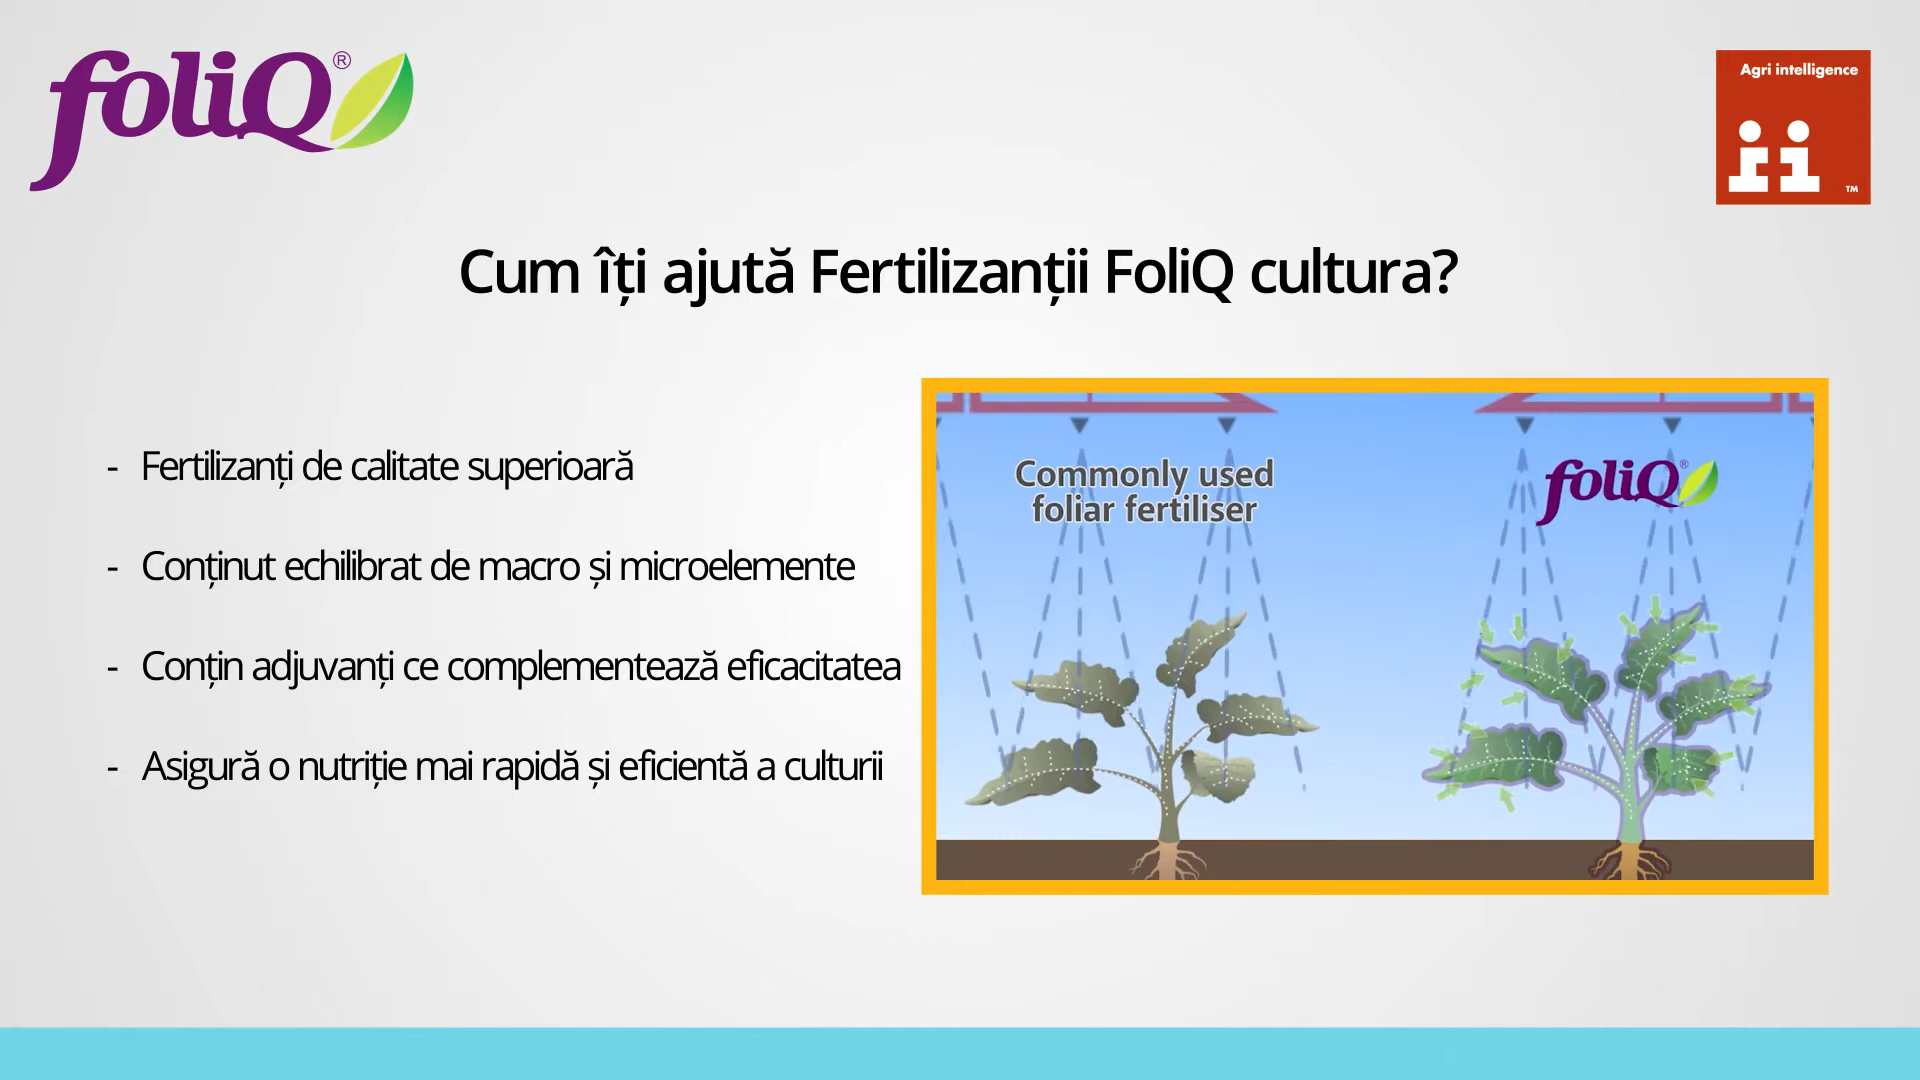 foliQ®
Agri intelligence
TM
Cum îți ajută Fertilizanții FoliQ cultura?
- Fertilizanți de calitate superioară
- Conținut echilibrat de macro și microelemente
- Conțin adjuvanți ce complementează eficacitatea
- Asigură o nutriție mai rapidă și eficientă a culturii
Commonly used
foliar fertiliser
foliQ®